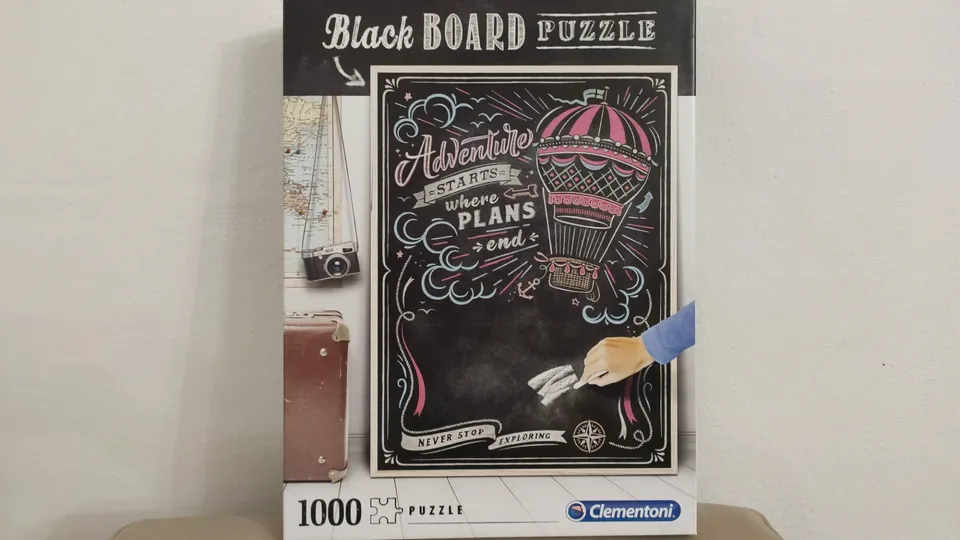 Black BOARD PUZZLE
Adventure
STARTS
where
PLANS
end
NEVER STOP EXPLORING
1000 PUZZLE
Clementoni